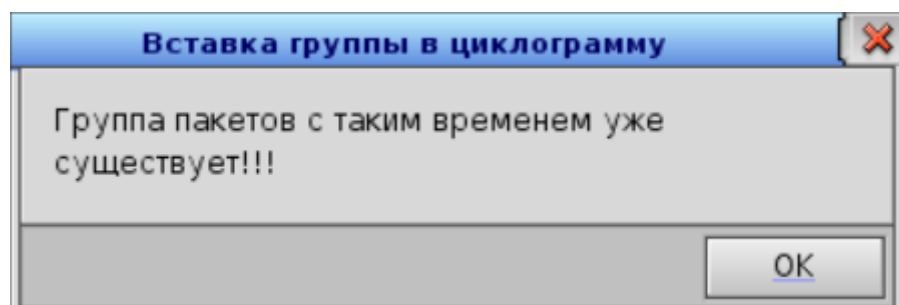 Вставка группы в циклограмму
Группа пакетов с таким временем уже
существует!!!
OK